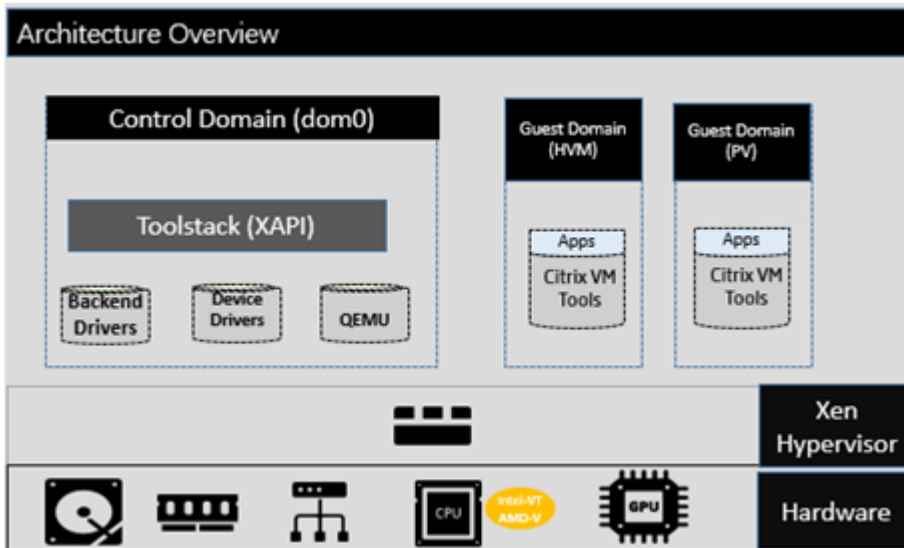 Architecture Overview
Control Domain (dom0)
Toolstack (XAPI)
Backend
Drivers
Device
Drivers
QEMU
Guest Domain
(HVM)
Apps
Citrix VM
Tools
Guest Domain
(PV)
Apps
Citrix VM
Tools
Xen
Hypervisor
CPU
Intel-VT
AMD-V
GPU
Hardware